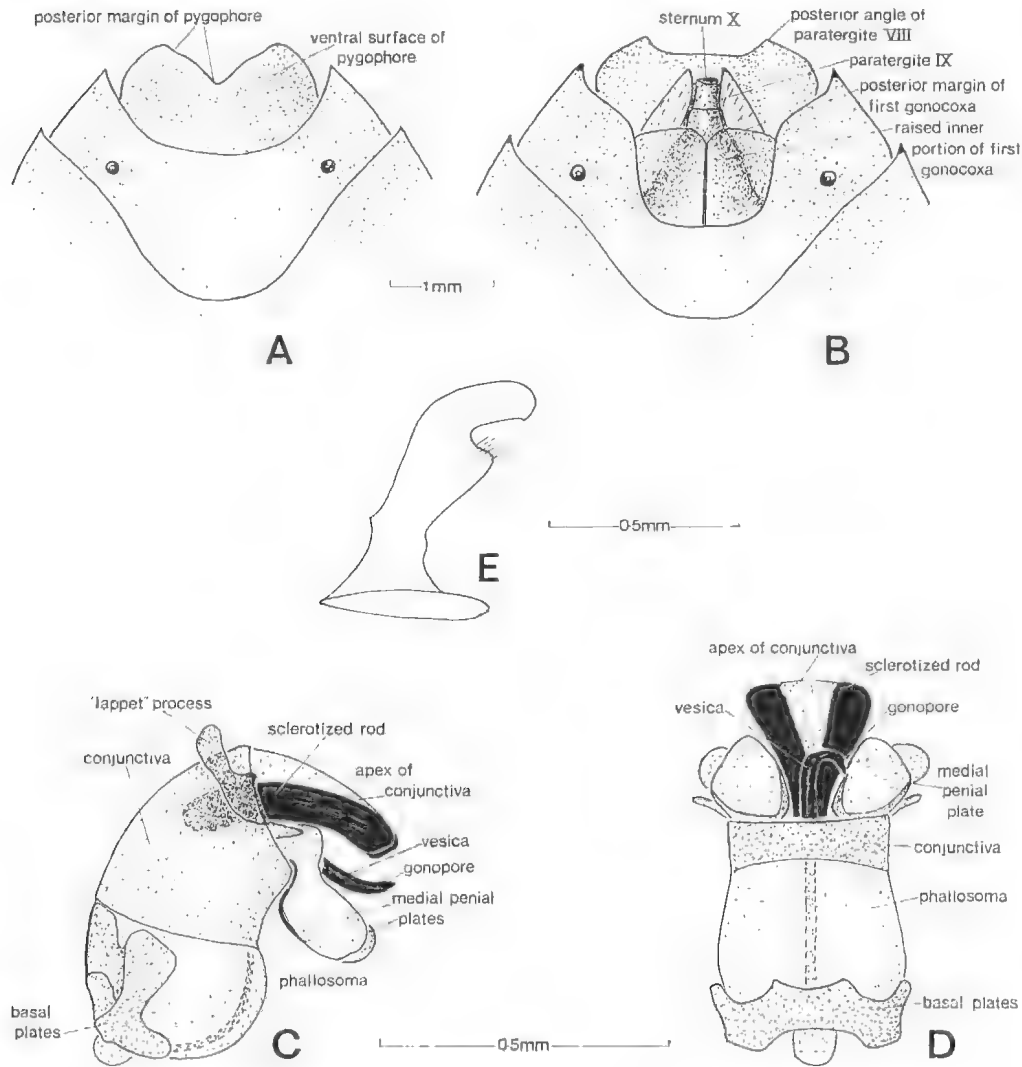 posterior margin of pygophore
ventral surface of
pygophore
A
sternum X
posterior angle of
paratergite VIII
paratergite IX
posterior margin of
first gonocoxa
raised inner
portion of first
gonocoxa
B
1mm
E
0·5mm
"lappet" process
conjunctiva
sclerotized rod
apex of
conjunctiva
vesica
gonopore
medial penial
plates
phallosoma
basal
plates
C
0·5mm
apex of conjunctiva
sclerotized rod
vesica
gonopore
medial
penial
plate
conjunctiva
phallosoma
basal plates
D